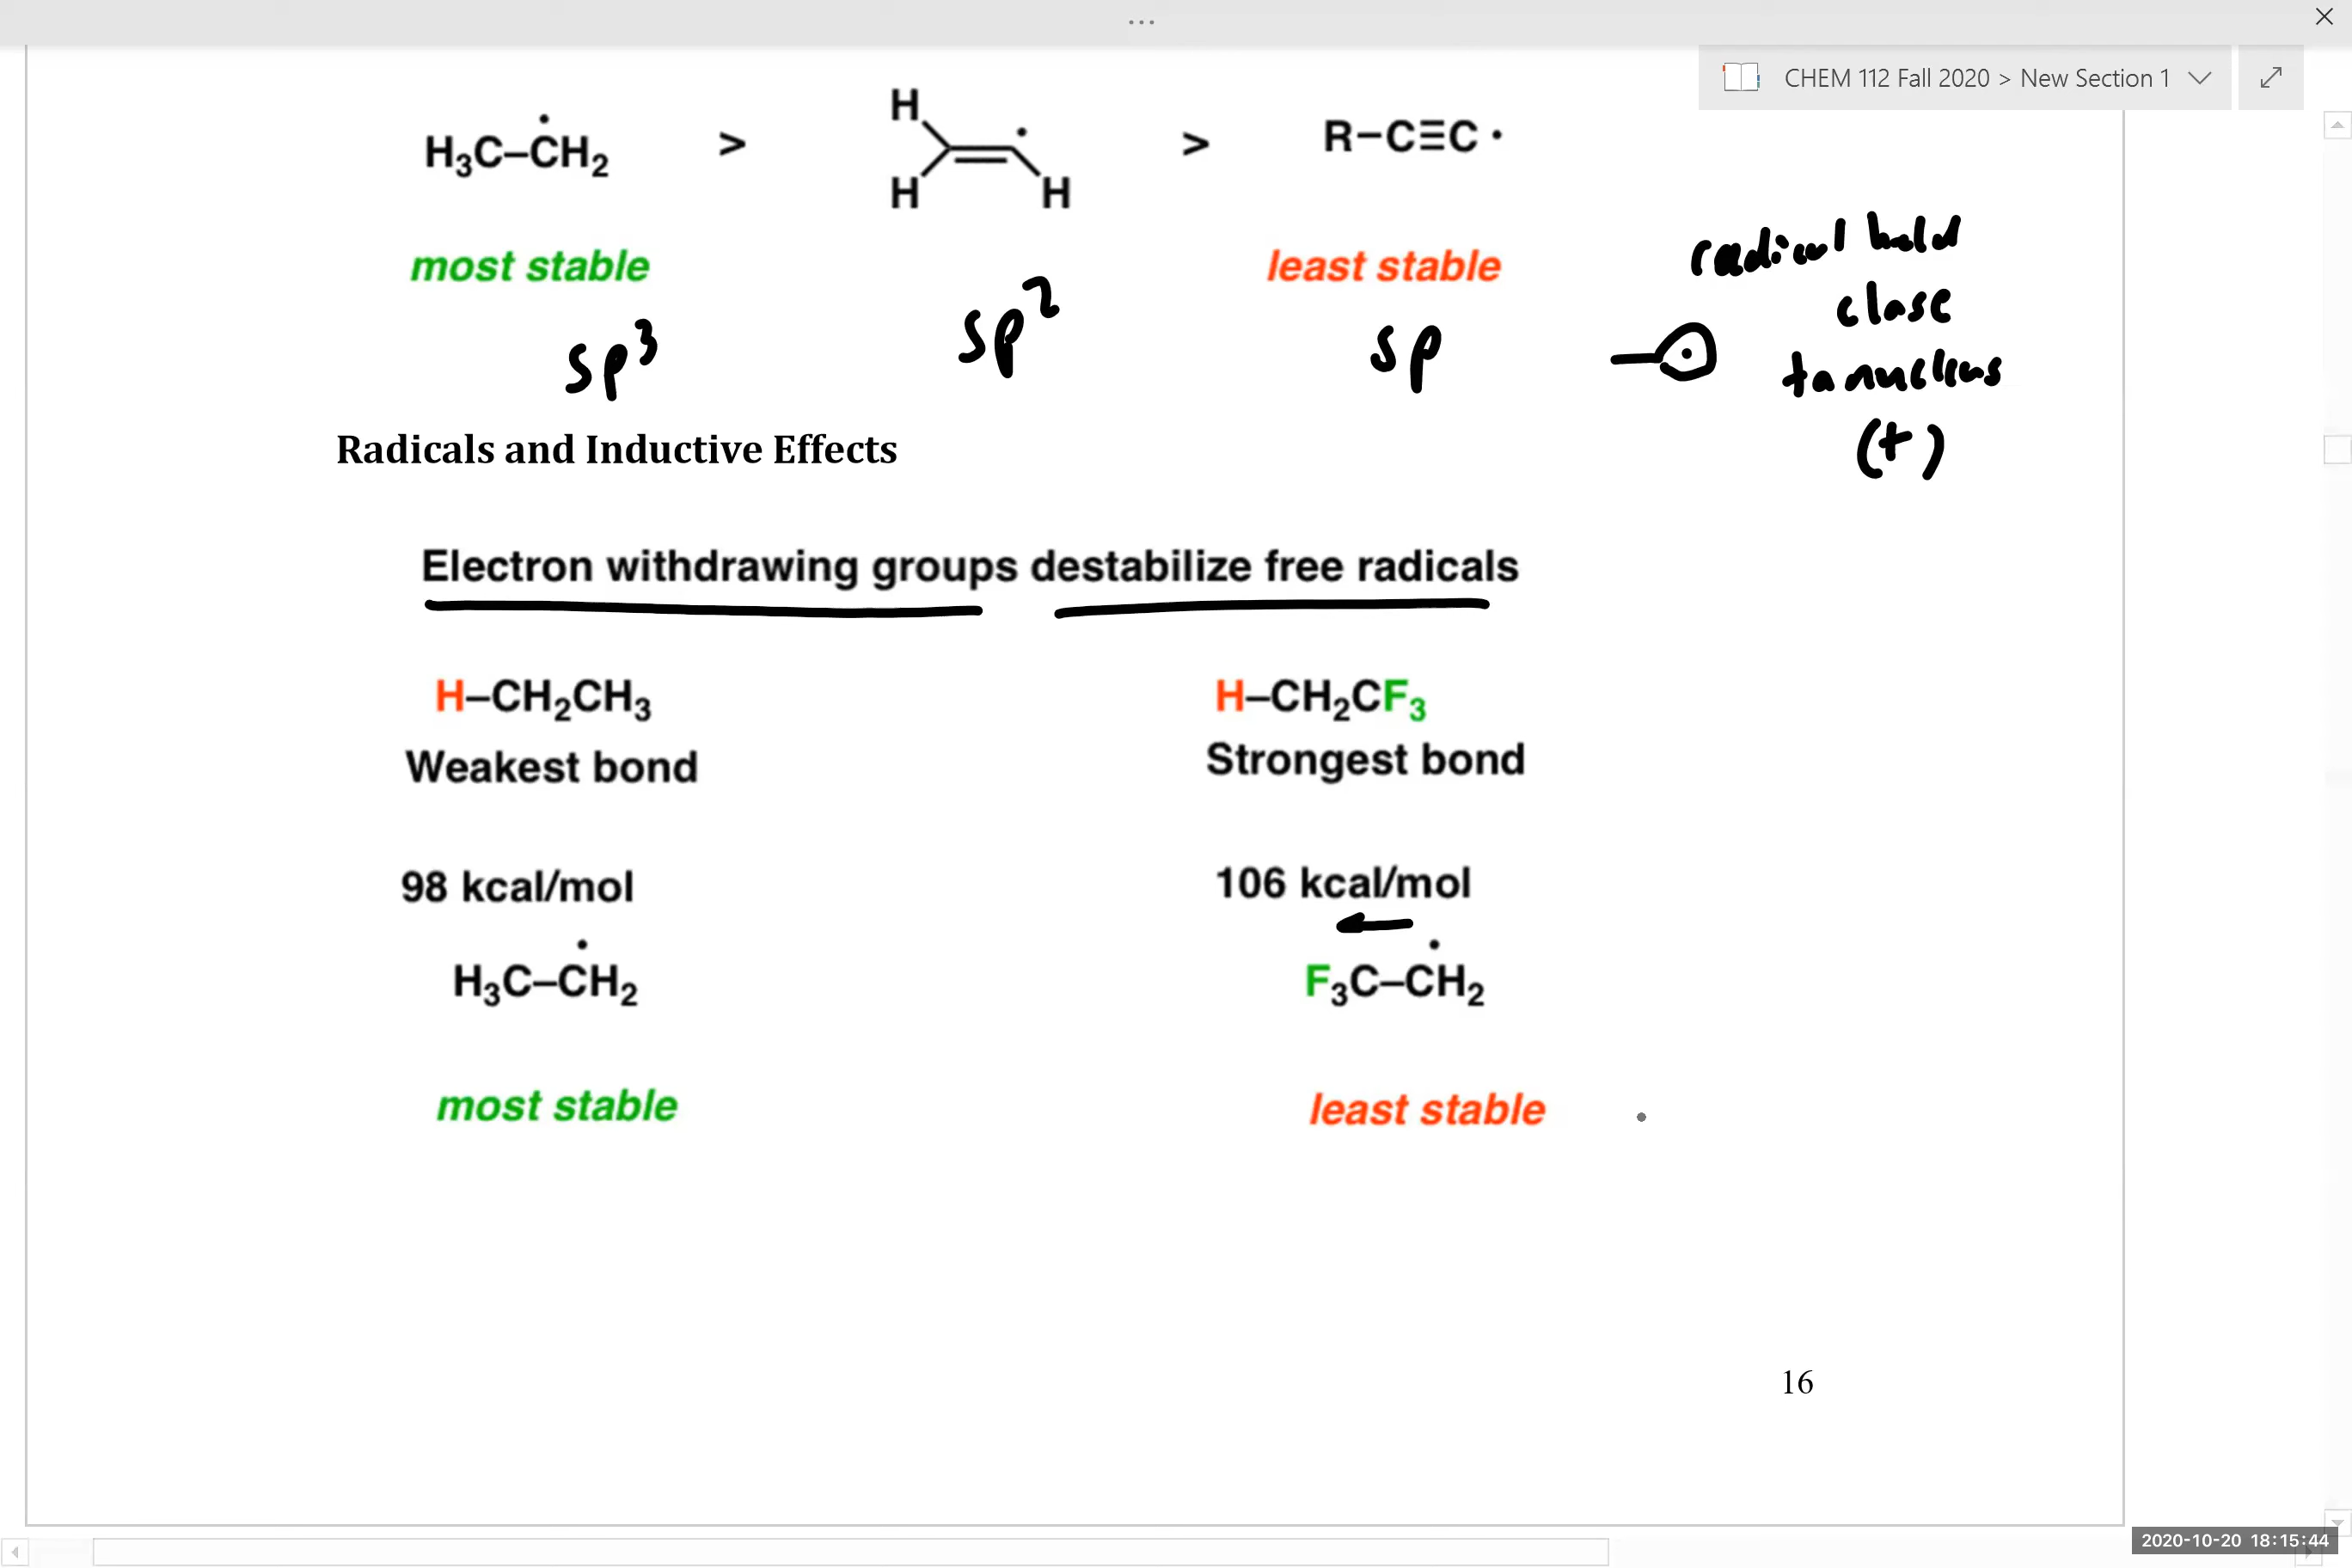 ...
CHEM 112 Fall 2020 > New Section 1
H₃C–ĊH₂ > H H H > R–C≡C•
most stable least stable
sp³ sp² sp
radical held
close
to nucleus
(+)
Radicals and Inductive Effects
Electron withdrawing groups destabilize free radicals
H–CH₂CH₃ H–CH₂CF₃
Weakest bond Strongest bond
98 kcal/mol 106 kcal/mol
H₃C–ĊH₂ F₃C–ĊH₂
most stable least stable
16
2020-10-20 18:15:44